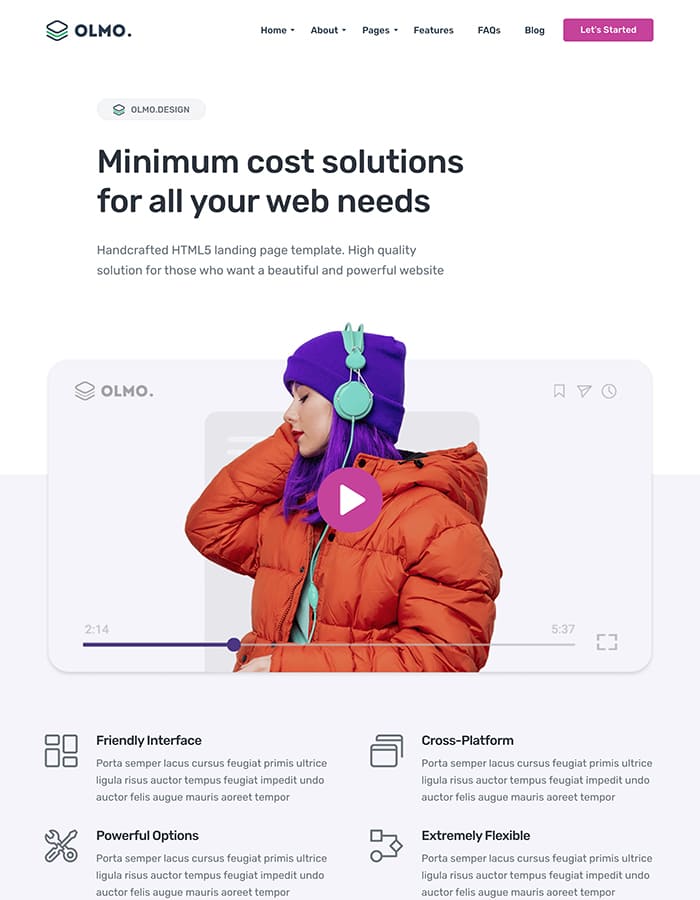 OLMO.
Home About Pages Features FAQs Blog Let's Started
OLMO.DESIGN
Minimum cost solutions
for all your web needs
Handcrafted HTML5 landing page template. High quality
solution for those who want a beautiful and powerful website
OLMO.
2:14
5:37
Friendly Interface
Porta semper lacus cursus feugiat primis ultrice
ligula risus auctor tempus feugiat impedit undo
auctor felis augue mauris aoreet tempor
Cross-Platform
Porta semper lacus cursus feugiat primis ultrice
ligula risus auctor tempus feugiat impedit undo
auctor felis augue mauris aoreet tempor
Powerful Options
Porta semper lacus cursus feugiat primis ultrice
ligula risus auctor tempus feugiat impedit undo
auctor felis augue mauris aoreet tempor
Extremely Flexible
Porta semper lacus cursus feugiat primis ultrice
ligula risus auctor tempus feugiat impedit undo
auctor felis augue mauris aoreet tempor